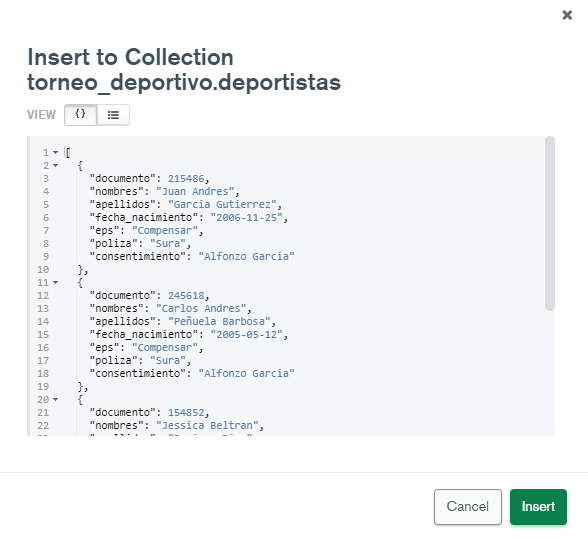 Insert to Collection
torneo_deportivo.deportistas
VIEW {}
1 [
2 {
3 "documento": 215486,
4 "nombres": "Juan Andres",
5 "apellidos": "Garcia Gutierrez",
6 "fecha_nacimiento": "2006-11-25",
7 "eps": "Compensar",
8 "poliza": "Sura",
9 "consentimiento": "Alfonzo Garcia"
10 },
11 {
12 "documento": 245618,
13 "nombres": "Carlos Andres",
14 "apellidos": "Peñuela Barbosa",
15 "fecha_nacimiento": "2005-05-12",
16 "eps": "Compensar",
17 "poliza": "Sura",
18 "consentimiento": "Alfonzo Garcia"
19 },
20 {
21 "documento": 154852,
22 "nombres": "Jessica Beltran",
Cancel Insert